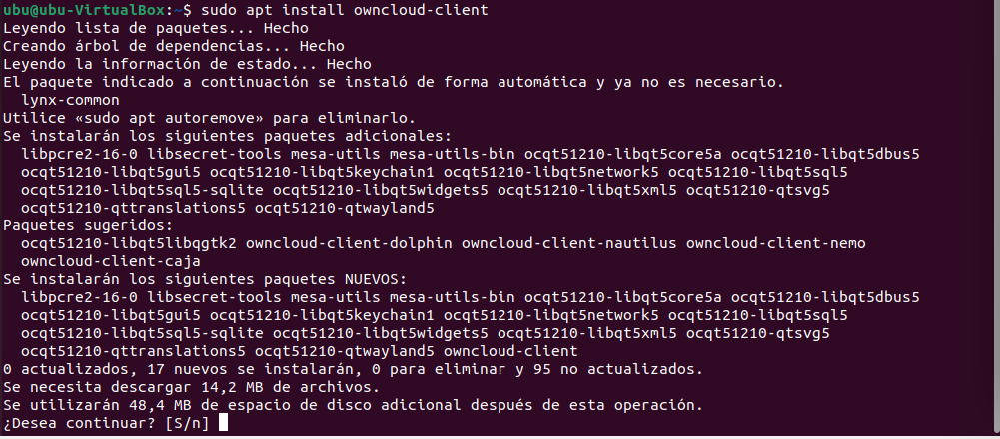 ubu@ubu-VirtualBox:~$ sudo apt install owncloud-client
Leyendo lista de paquetes... Hecho
Creando árbol de dependencias... Hecho
Leyendo la información de estado... Hecho
El paquete indicado a continuación se instaló de forma automática y ya no es necesario.
  lynx-common
Utilice «sudo apt autoremove» para eliminarlo.
Se instalarán los siguientes paquetes adicionales:
  libpcre2-16-0 libsecret-tools mesa-utils mesa-utils-bin ocqt51210-libqt5core5a ocqt51210-libqt5dbus5
  ocqt51210-libqt5gui5 ocqt51210-libqt5keychain1 ocqt51210-libqt5network5 ocqt51210-libqt5sql5
  ocqt51210-libqt5sql5-sqlite ocqt51210-libqt5widgets5 ocqt51210-libqt5xml5 ocqt51210-qtsvg5
  ocqt51210-qttranslations5 ocqt51210-qtwayland5
Paquetes sugeridos:
  ocqt51210-libqt5libqgtk2 owncloud-client-dolphin owncloud-client-nautilus owncloud-client-nemo
  owncloud-client-caja
Se instalarán los siguientes paquetes NUEVOS:
  libpcre2-16-0 libsecret-tools mesa-utils mesa-utils-bin ocqt51210-libqt5core5a ocqt51210-libqt5dbus5
  ocqt51210-libqt5gui5 ocqt51210-libqt5keychain1 ocqt51210-libqt5network5 ocqt51210-libqt5sql5
  ocqt51210-libqt5sql5-sqlite ocqt51210-libqt5widgets5 ocqt51210-libqt5xml5 ocqt51210-qtsvg5
  ocqt51210-qttranslations5 ocqt51210-qtwayland5 owncloud-client
0 actualizados, 17 nuevos se instalarán, 0 para eliminar y 95 no actualizados.
Se necesita descargar 14,2 MB de archivos.
Se utilizarán 48,4 MB de espacio de disco adicional después de esta operación.
¿Desea continuar? [S/n]